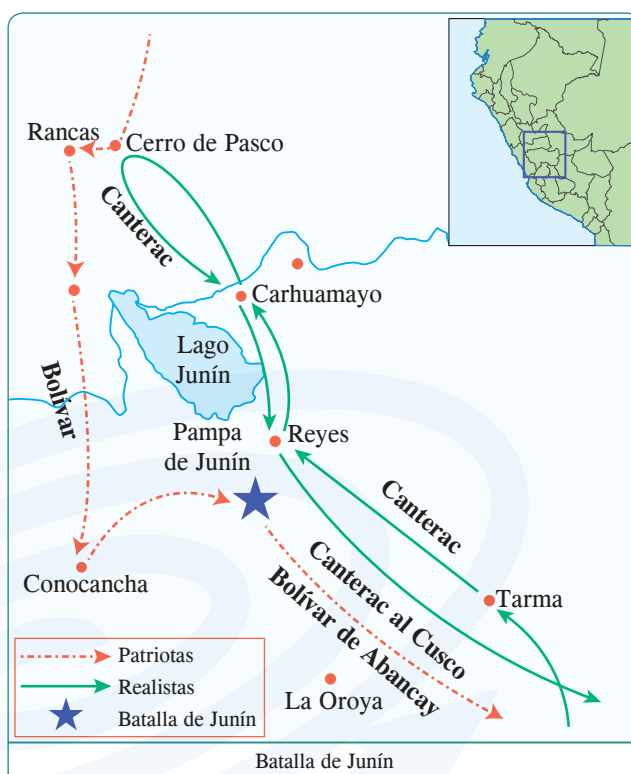 Rancas
Cerro de Pasco
Canterac
Carhuamayo
Lago
Junín
Bolívar
Pampa
de Junín
Reyes
Canterac
Conocancha
Canterac al Cusco
Bolívar de Abancay
Tarma
La Oroya
Patriotas
Realistas
Batalla de Junín
Batalla de Junín